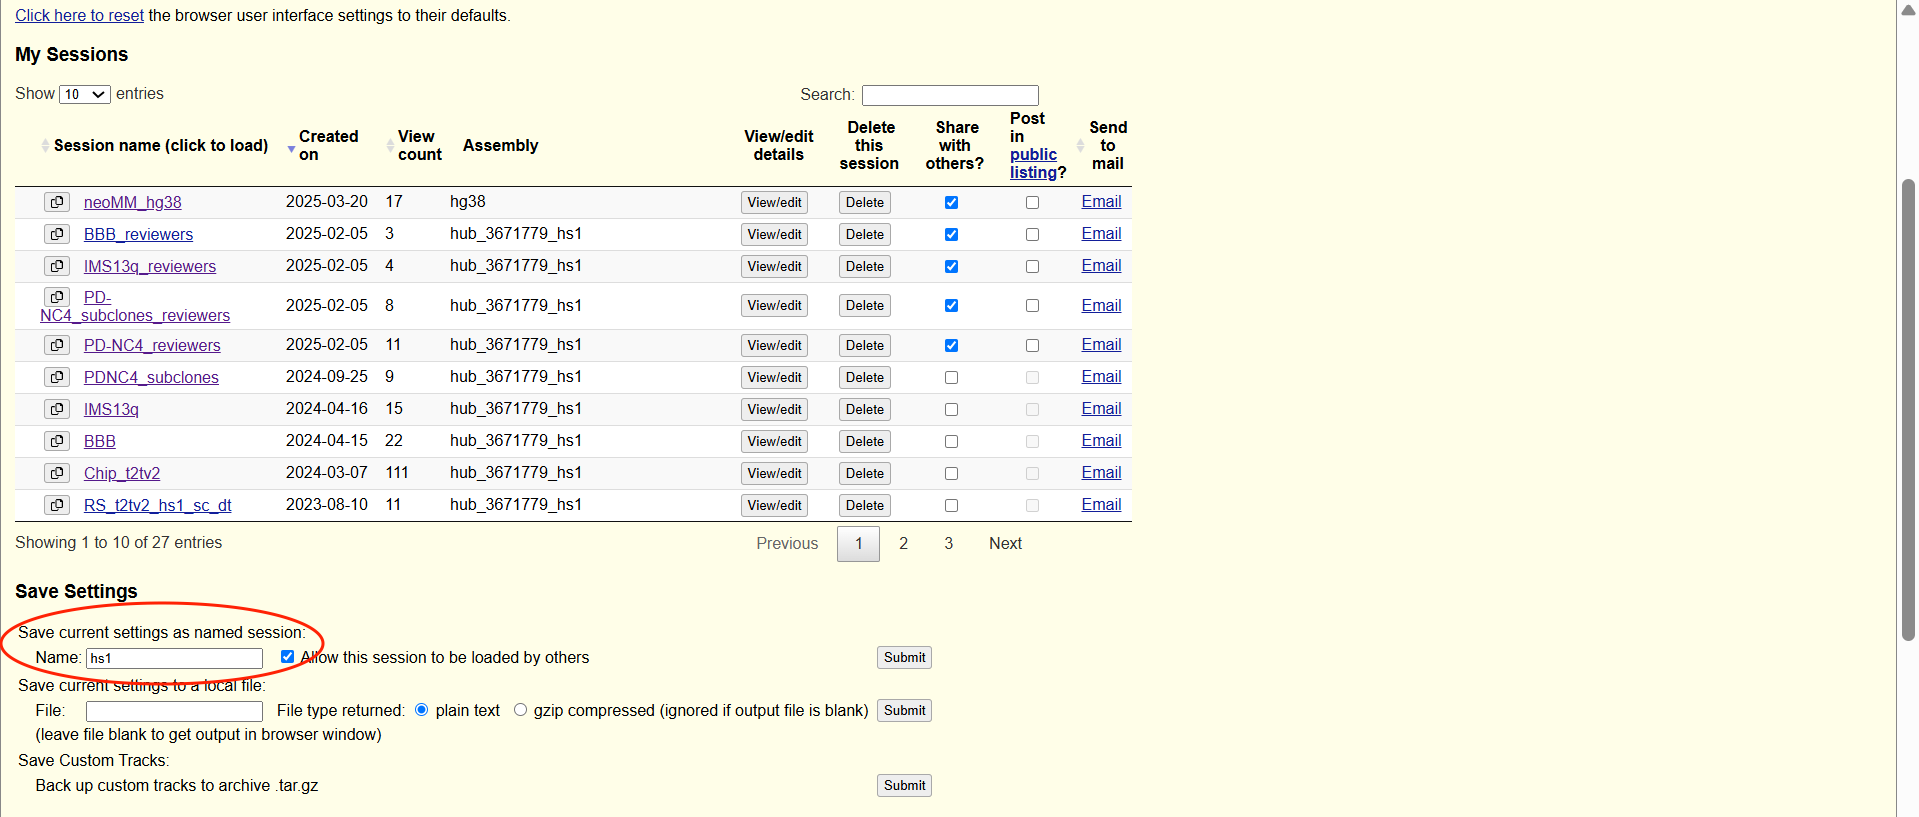 Click here to reset the browser user interface settings to their defaults.
My Sessions
Show 10 entries
Search:
Session name (click to load) Created on View count Assembly View/edit details Delete this session Share with others? Post in public listing? Send to mail
neoMM_hg38 2025-03-20 17 hg38 View/edit Delete Email
BBB_reviewers 2025-02-05 3 hub_3671779_hs1 View/edit Delete Email
IMS13q_reviewers 2025-02-05 4 hub_3671779_hs1 View/edit Delete Email
PD-
NC4_subclones_reviewers 2025-02-05 8 hub_3671779_hs1 View/edit Delete Email
PD-NC4_reviewers 2025-02-05 11 hub_3671779_hs1 View/edit Delete Email
PDNC4_subclones 2024-09-25 9 hub_3671779_hs1 View/edit Delete Email
IMS13q 2024-04-16 15 hub_3671779_hs1 View/edit Delete Email
BBB 2024-04-15 22 hub_3671779_hs1 View/edit Delete Email
Chip_t2tv2 2024-03-07 111 hub_3671779_hs1 View/edit Delete Email
RS_t2tv2_hs1_sc_dt 2023-08-10 11 hub_3671779_hs1 View/edit Delete Email
Showing 1 to 10 of 27 entries
Previous 1 2 3 Next
Save Settings
Save current settings as named session:
Name: hs1 Allow this session to be loaded by others Submit
Save current settings to a local file:
File: File type returned: plain text gzip compressed (ignored if output file is blank) Submit
(leave file blank to get output in browser window)
Save Custom Tracks:
Back up custom tracks to archive .tar.gz Submit